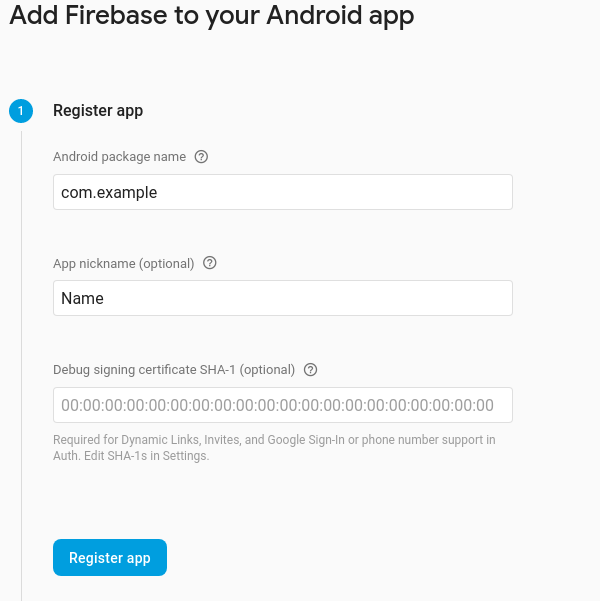 Add Firebase to your Android app
1 Register app
Android package name ?
com.example
App nickname (optional) ?
Name
Debug signing certificate SHA-1 (optional) ?
00:00:00:00:00:00:00:00:00:00:00:00:00:00:00:00:00:00:00:00
Required for Dynamic Links, Invites, and Google Sign-In or phone number support in
Auth. Edit SHA-1s in Settings.
Register app